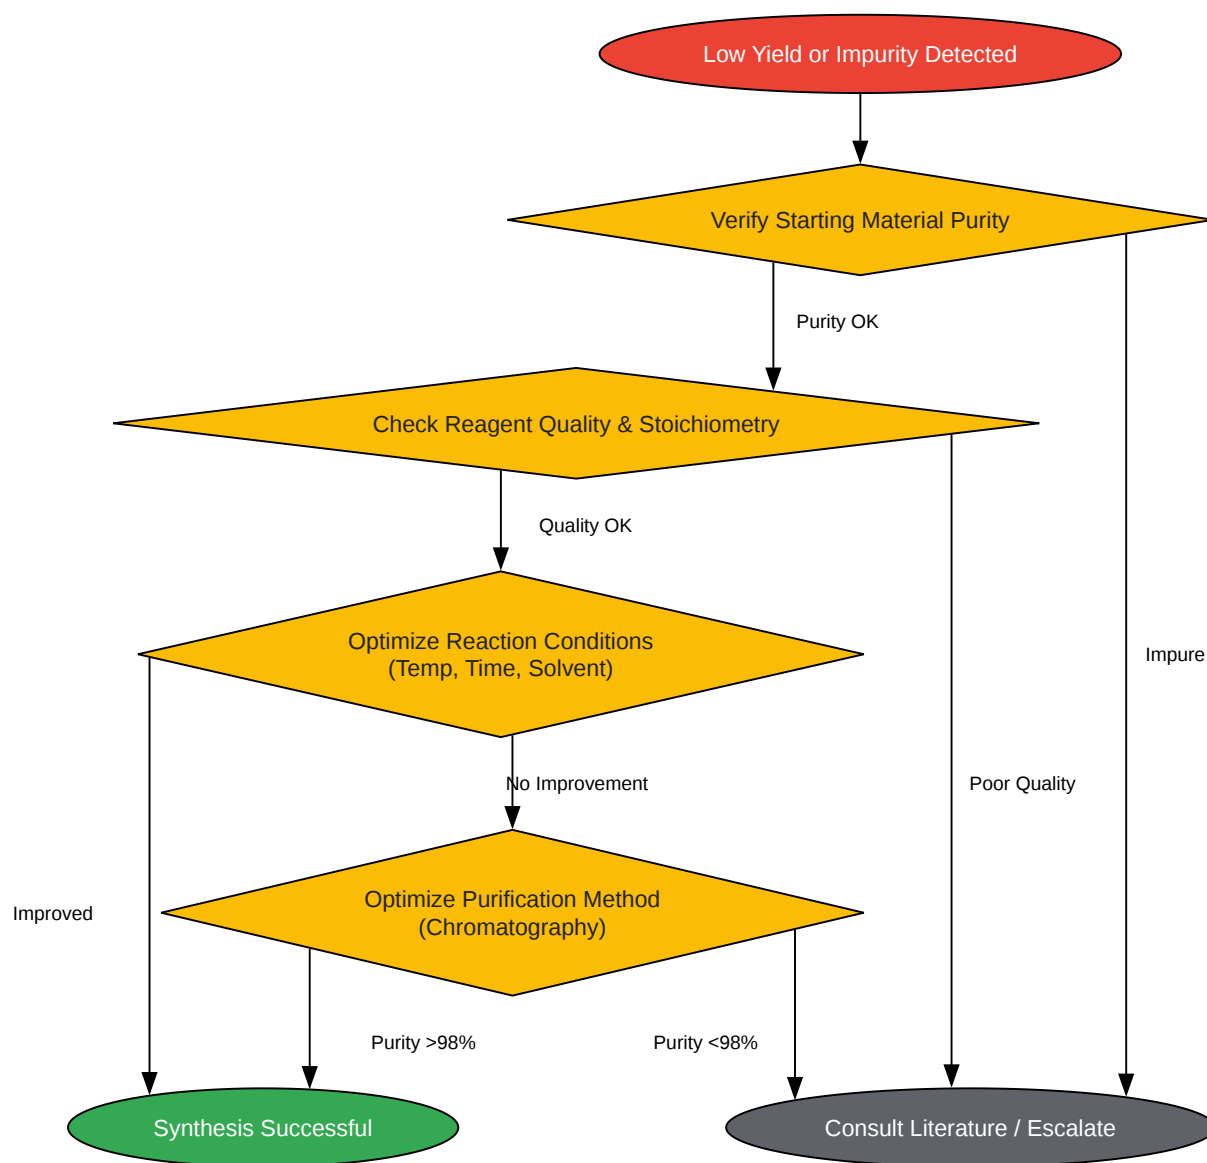 Low Yield or Impurity Detected
Verify Starting Material Purity
Purity OK
Check Reagent Quality & Stoichiometry
Quality OK
Optimize Reaction Conditions
(Temp, Time, Solvent)
Impure
No Improvement
Poor Quality
Optimize Purification Method
(Chromatography)
Improved
Purity >98%
Purity <98%
Synthesis Successful
Consult Literature / Escalate